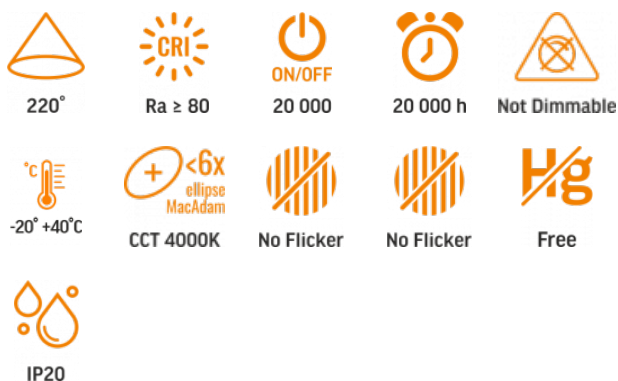 CRI
ON/OFF
220°
Ra ≥ 80
20 000
20 000 h
Not Dimmable
°C
<6x
ellipse
MacAdam
Hg
-20° +40°C
CCT 4000K
No Flicker
No Flicker
Free
IP20